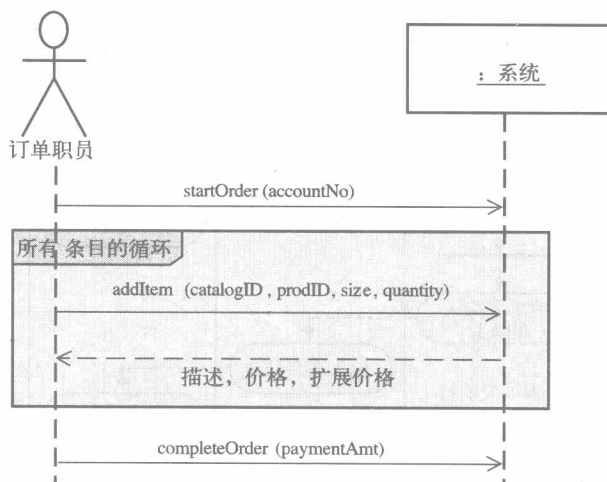 ：系统
订单职员
startOrder (accountNo)
所有 条目的循环
addItem (catalogID , prodID, size, quantity)
描述，价格，扩展价格
completeOrder (paymentAmt)